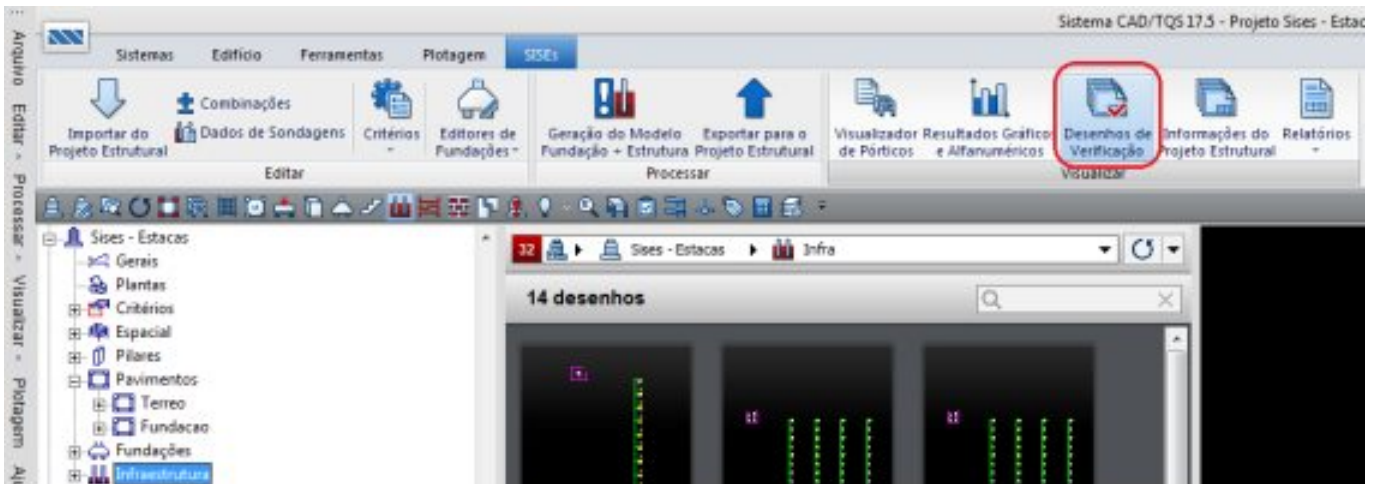 Sistema CAD/TQS 17.5 - Projeto Sises - Estac
Arquivo
Editar
Processar
Visualizar
Plotagem
Sistemas
Edifício
Ferramentas
Plotagem
SISEs
Importar do
Projeto Estrutural
Combinações
Dados de Sondagens
Critérios
Editores de
Fundações
Geração do Modelo
Fundação + Estrutura
Exportar para o
Projeto Estrutural
Visualizador
de Pórticos
Resultados Gráficos
e Alfanuméricos
Desenhos de
Verificação
Informações do
Projeto Estrutural
Relatórios
Editar
Processar
Visualizar
Sises - Estacas
Gerais
Plantas
Critérios
Espacial
Pilares
Pavimentos
Terreo
Fundacao
Fundações
Infraestrutura
32
Sises - Estacas
Infra
14 desenhos